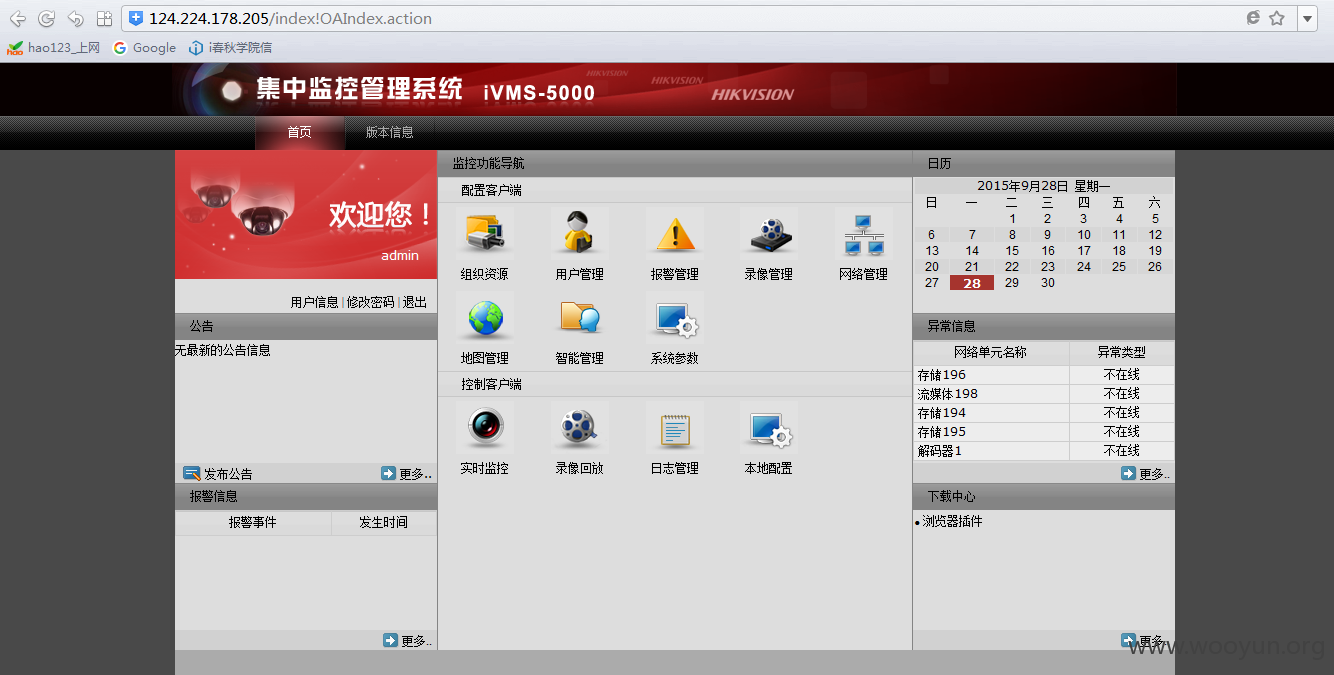 124.224.178.205/index!OAIndex.action
hao123_上网 Google i春秋学院信
集中监控管理系统 iVMS-5000 HIKVISION HIKVISION HIKVISION
首页 版本信息
欢迎您！
admin
用户信息 | 修改密码 | 退出
公告
无最新的公告信息
发布公告 更多..
报警信息
报警事件 发生时间
更多..
监控功能导航
配置客户端
组织资源 用户管理 报警管理 录像管理 网络管理
地图管理 智能管理 系统参数
控制客户端
实时监控 录像回放 日志管理 本地配置
日历
2015年9月28日 星期一
日 一 二 三 四 五 六
1 2 3 4 5
6 7 8 9 10 11 12
13 14 15 16 17 18 19
20 21 22 23 24 25 26
27 28 29 30
异常信息
网络单元名称 异常类型
存储196 不在线
流媒体198 不在线
存储194 不在线
存储195 不在线
解码器1 不在线
更多..
下载中心
浏览器插件
更多..
www.wooyun.org